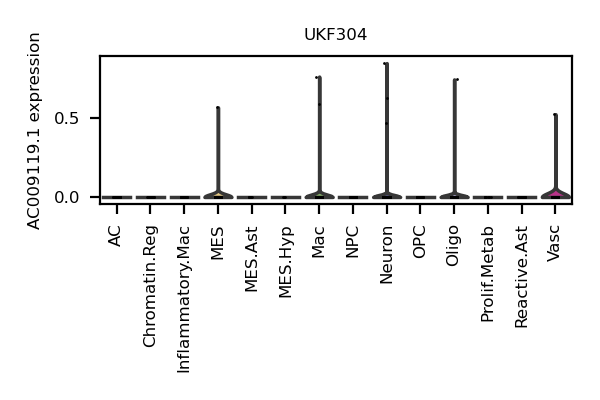 UKF304
AC009119.1 expression
0.5
0.0
AC
Chromatin.Reg
Inflammatory.Mac
MES
MES.Ast
MES.Hyp
Mac
NPC
Neuron
OPC
Oligo
Prolif.Metab
Reactive.Ast
Vasc